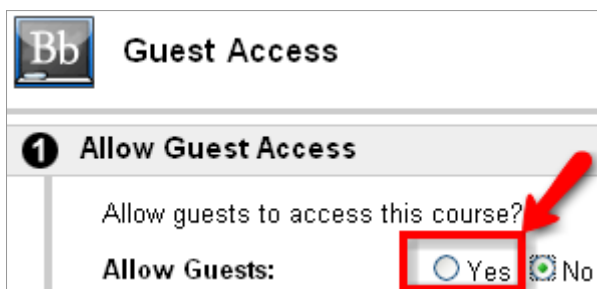 Bb
Guest Access
1 Allow Guest Access
Allow guests to access this course?
Allow Guests: Yes No